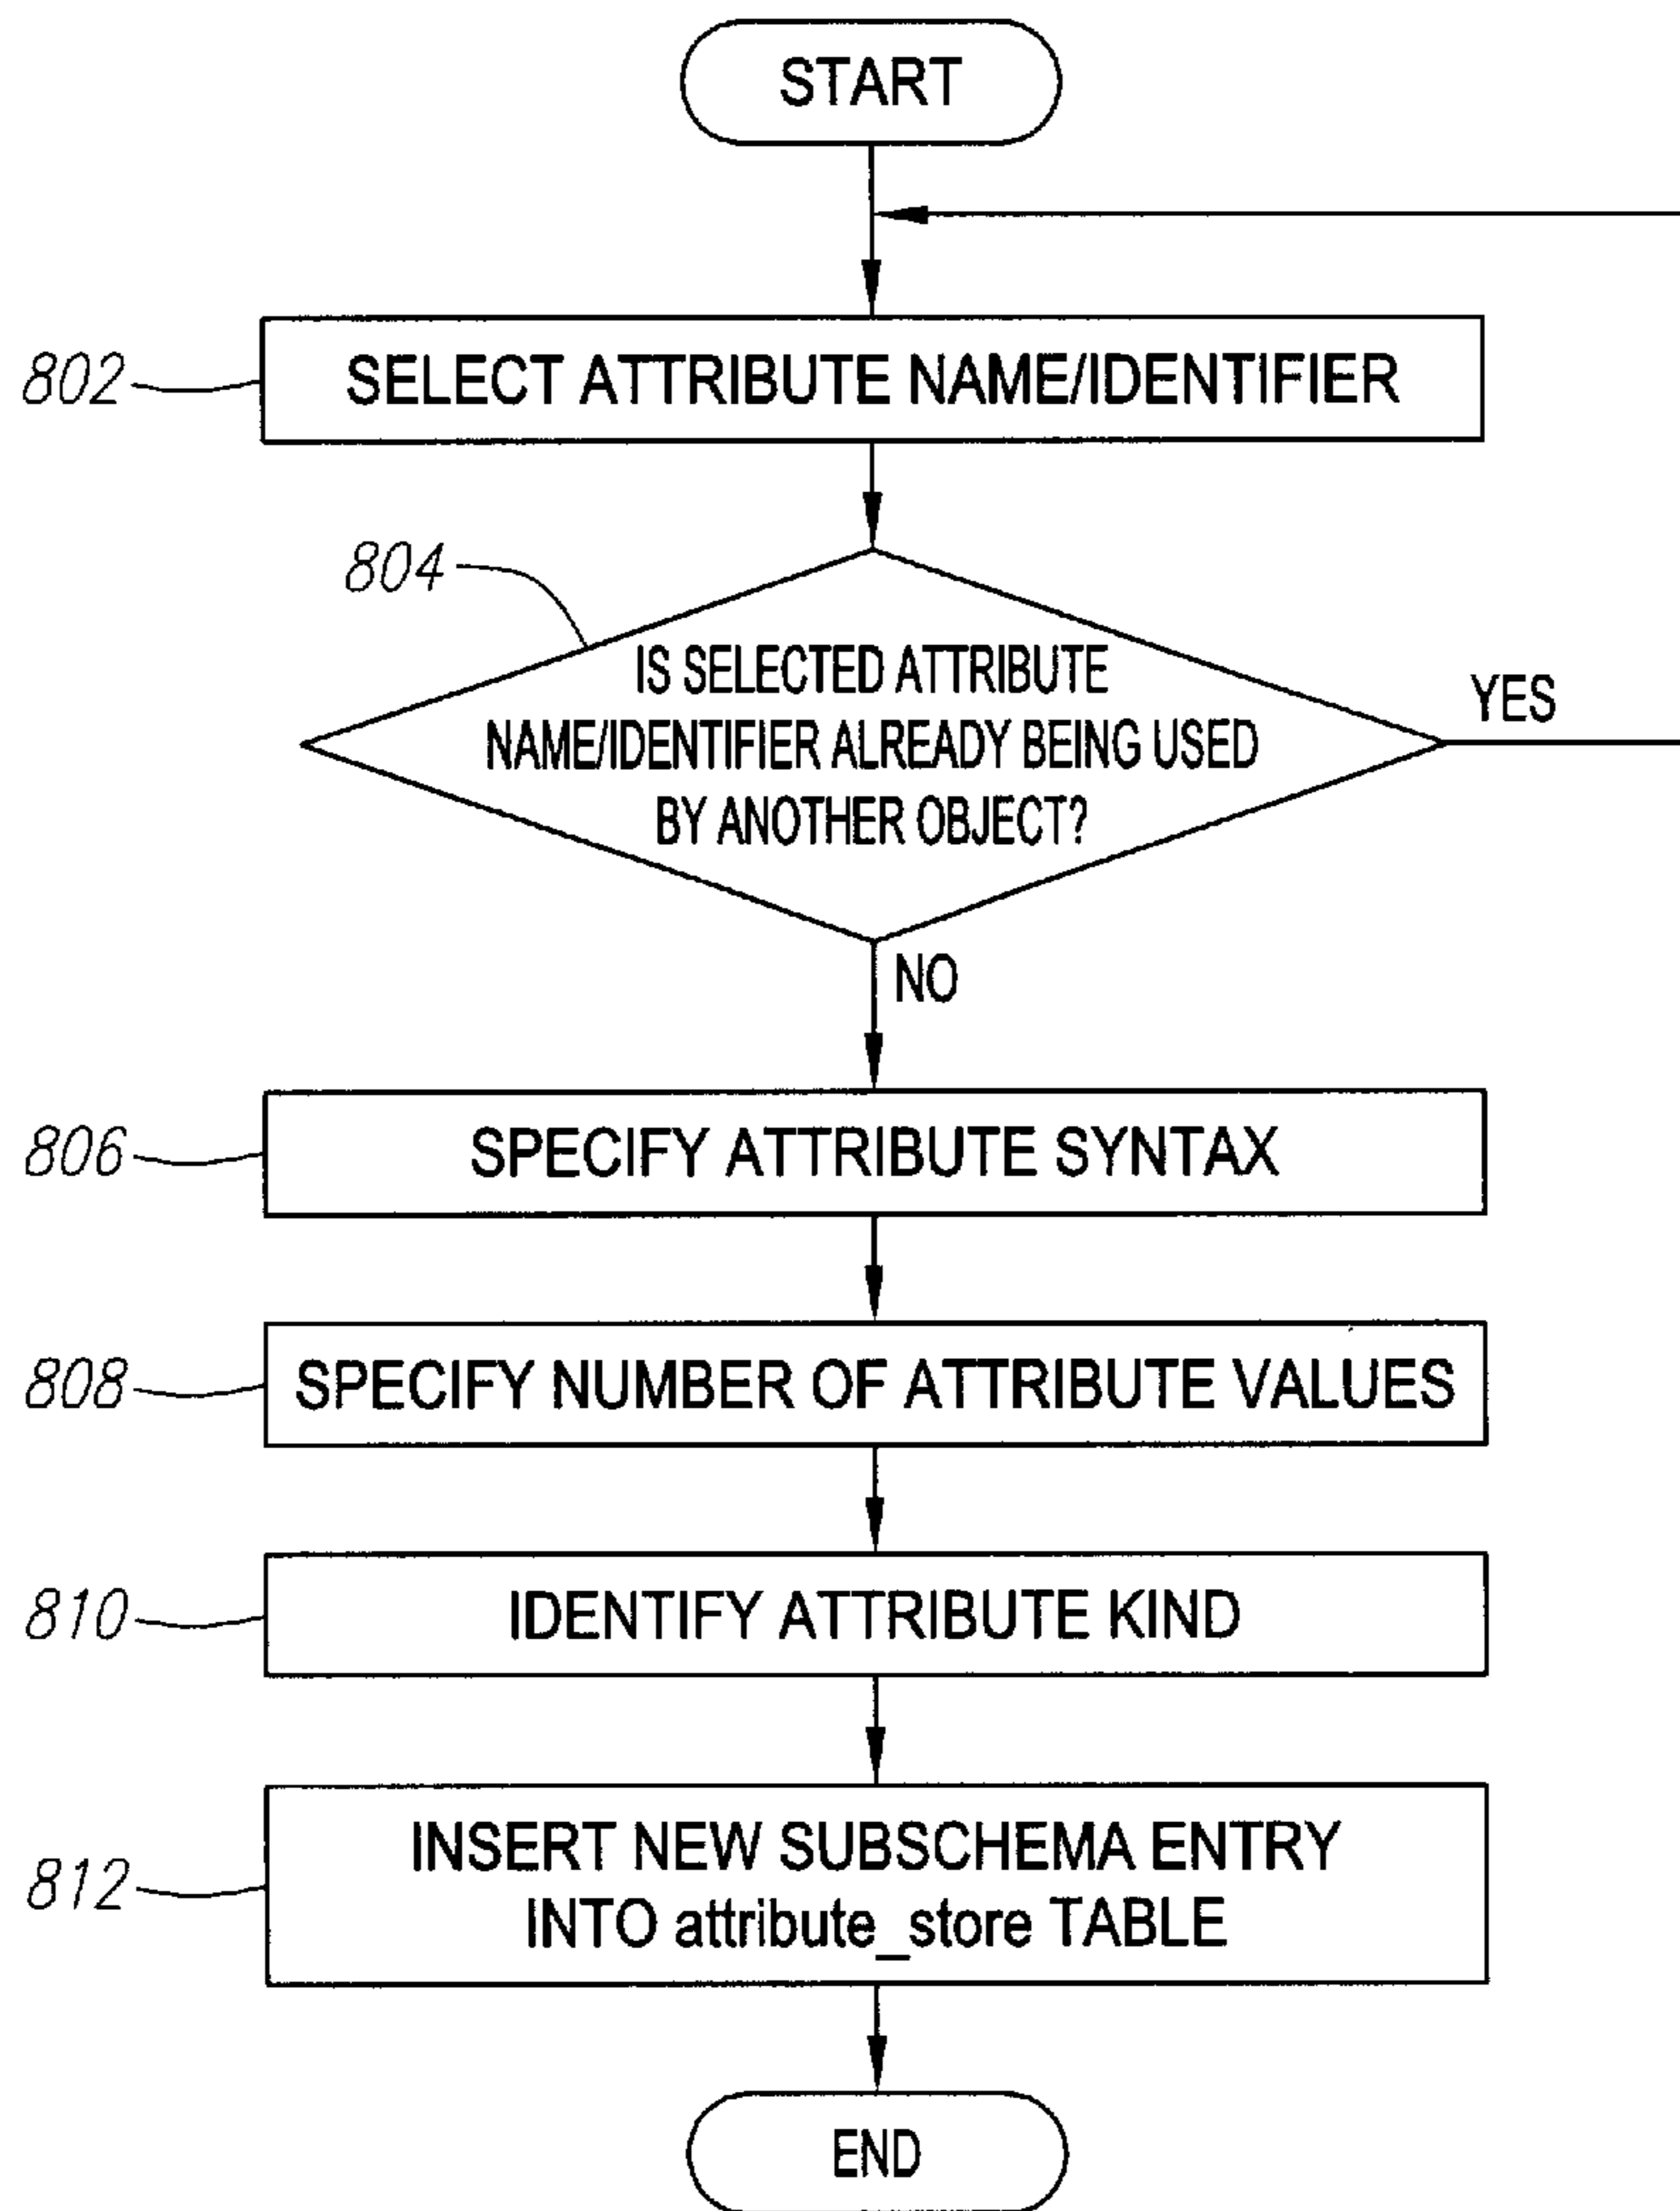 START
802
SELECT ATTRIBUTE NAME/IDENTIFIER
804
IS SELECTED ATTRIBUTE
NAME/IDENTIFIER ALREADY BEING USED
BY ANOTHER OBJECT?
YES
NO
806
SPECIFY ATTRIBUTE SYNTAX
808
SPECIFY NUMBER OF ATTRIBUTE VALUES
810
IDENTIFY ATTRIBUTE KIND
812
INSERT NEW SUBSCHEMA ENTRY
INTO attribute_store TABLE
END